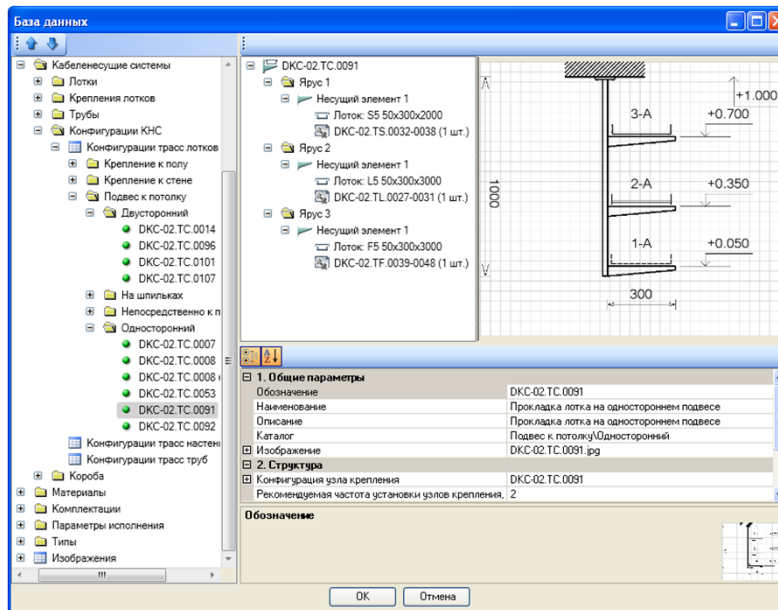 База данных
Кабеленесущие системы
Лотки
Крепления лотков
Трубы
Конфигурации КНС
Конфигурации трасс лотков
Крепление к полу
Крепление к стене
Подвес к потолку
Двусторонний
DKC-02.TC.0014
DKC-02.TC.0096
DKC-02.TC.0101
DKC-02.TC.0107
На шпильках
Непосредственно к п
Односторонний
DKC-02.TC.0007
DKC-02.TC.0008
DKC-02.TC.0008
DKC-02.TC.0053
DKC-02.TC.0091
DKC-02.TC.0092
Конфигурации трасс настен
Конфигурации трасс труб
Короба
Материалы
Комплектации
Параметры исполнения
Типы
Изображения
DKC-02.TC.0091
Ярус 1
Несущий элемент 1
Лоток: S5 50x300x2000
DKC-02.TS.0032-0038 (1 шт.)
Ярус 2
Несущий элемент 1
Лоток: L5 50x300x3000
DKC-02.TL.0027-0031 (1 шт.)
Ярус 3
Несущий элемент 1
Лоток: F5 50x300x3000
DKC-02.TF.0039-0048 (1 шт.)
+1.000
3-А +0.700
2-А +0.350
1000
1-А +0.050
300
1. Общие параметры
Обозначение DKC-02.TC.0091
Наименование Прокладка лотка на одностороннем подвесе
Описание Прокладка лотка на одностороннем подвесе
Каталог Подвес к потолку\Односторонний
Изображение DKC-02.TC.0091.jpg
2. Структура
Конфигурация узла крепления DKC-02.TC.0091
Рекомендуемая частота установки узлов крепления, 2
Обозначение
OK Отмена